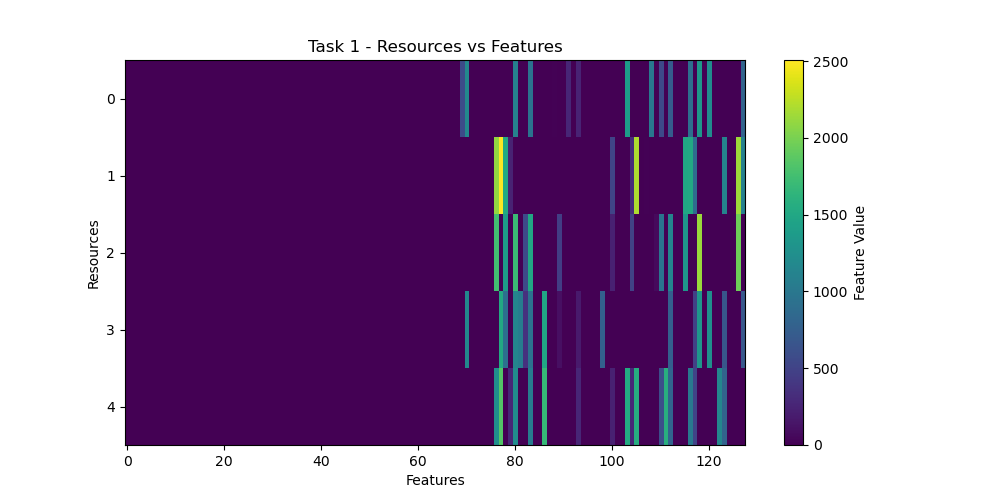 Task 1 - Resources vs Features
Resources
0
1
2
3
4
0 20 40 60 80 100 120
Features
2500
2000
1500
1000
500
0
Feature Value